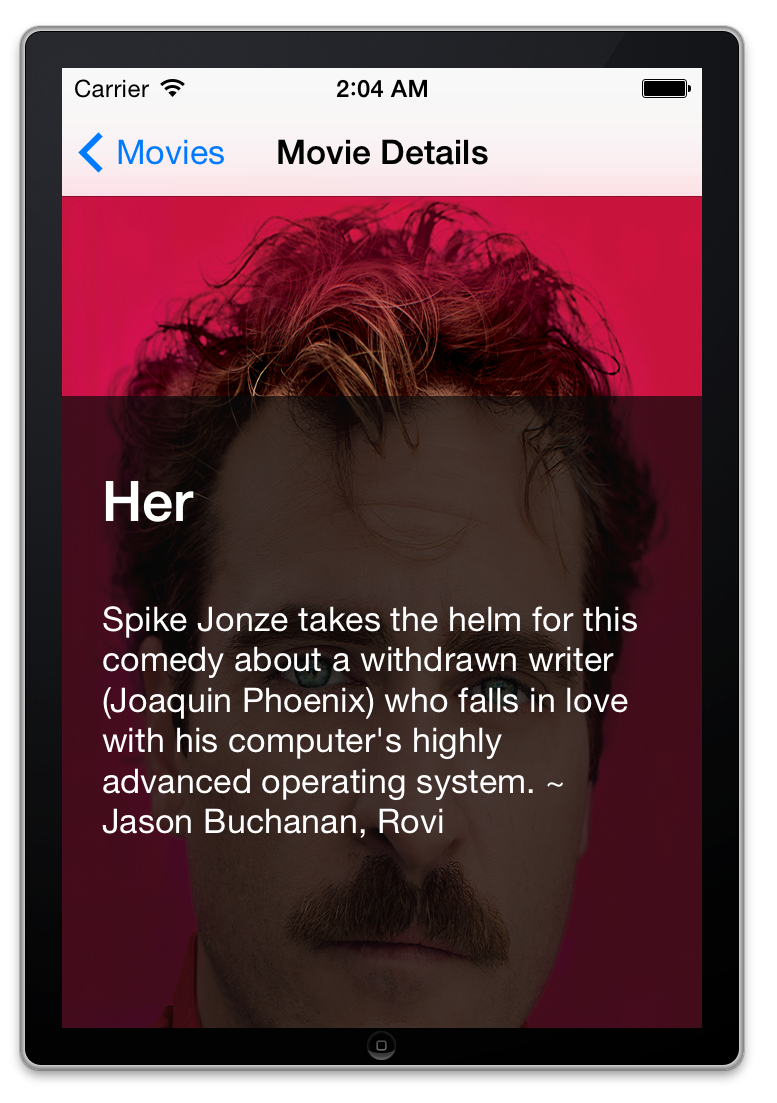 Carrier 2:04 AM
Movies Movie Details
Her
Spike Jonze takes the helm for this
comedy about a withdrawn writer
(Joaquin Phoenix) who falls in love
with his computer's highly
advanced operating system. ~
Jason Buchanan, Rovi